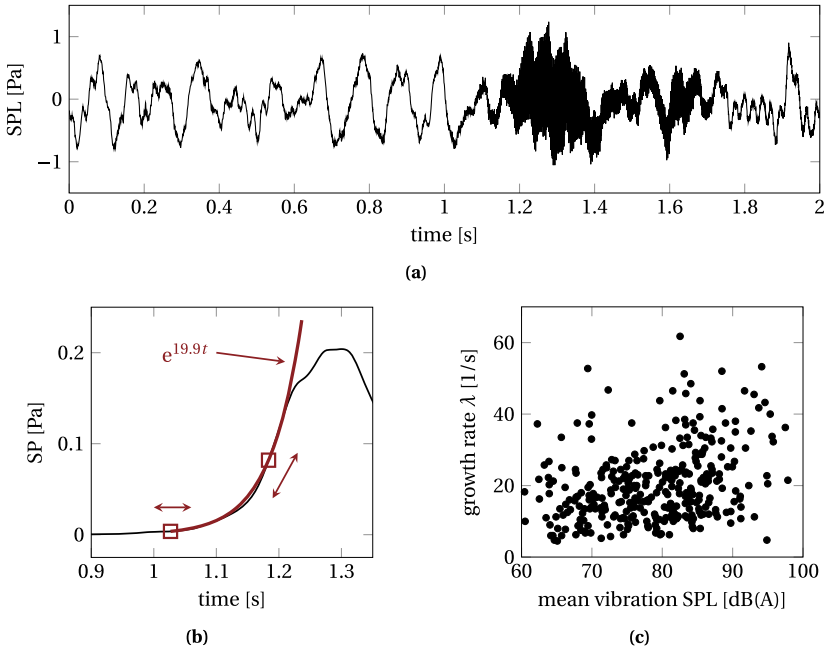 1
0
−1
SPL [Pa]
0 0.2 0.4 0.6 0.8 1 1.2 1.4 1.6 1.8 2
time [s]
(a)
0.2
0.1
0
SP [Pa]
e^19.9t
0.9 1 1.1 1.2 1.3
time [s]
(b)
60
40
20
0
growth rate λ [1/s]
60 70 80 90 100
mean vibration SPL [dB(A)]
(c)